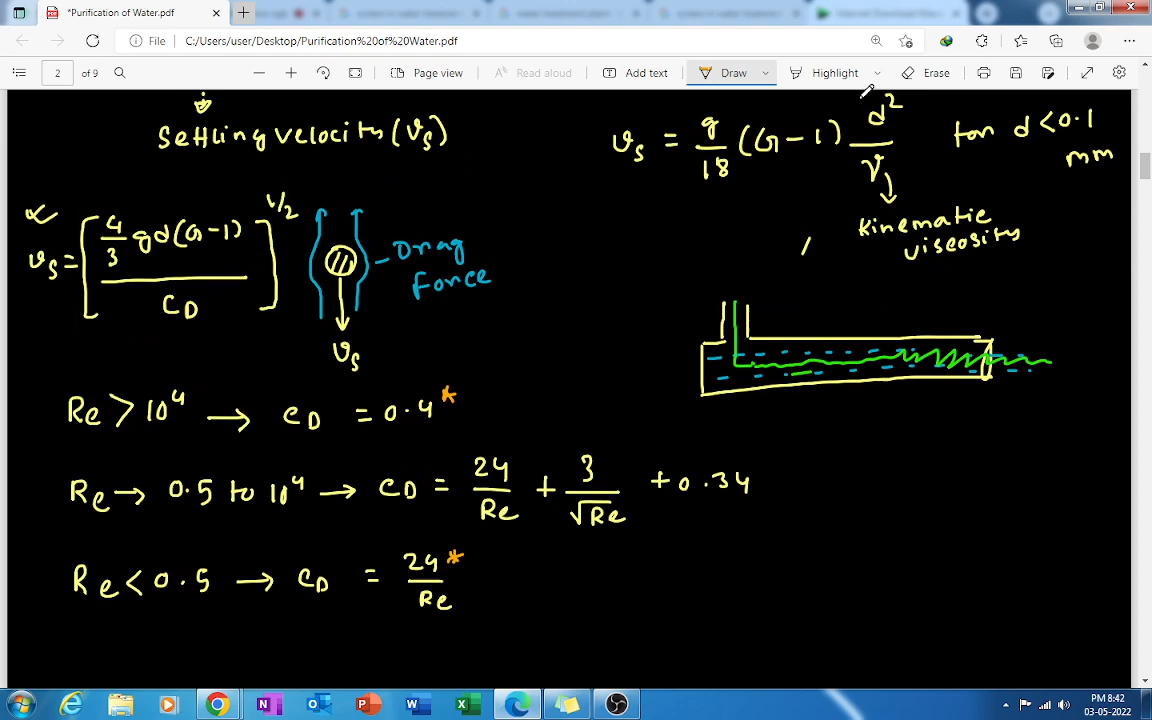 *Purification of Water.pdf
File C:/Users/user/Desktop/Purification%20of%20Water.pdf
2 of 9 Page view Read aloud Add text Draw Highlight Erase
Settling velocity (vs)
vs = g/18 (G-1) d²/ν for d < 0.1 mm
kinematic viscosity
vs = [4/3 gd(G-1) / CD]^1/2
Drag Force
vs
Re > 10⁴ → CD = 0.4*
Re → 0.5 to 10⁴ → CD = 24/Re + 3/√Re + 0.34
Re < 0.5 → CD = 24/Re *
PM 8:42
03-05-2022